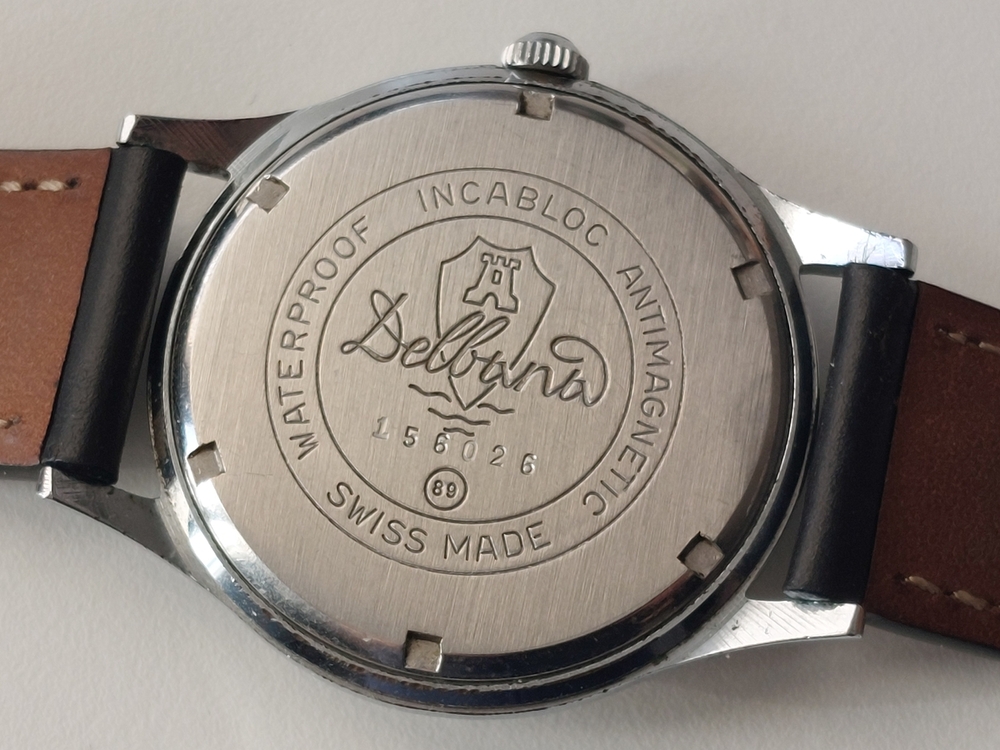 WATERPROOF INCABLOC ANTIMAGNETIC
Delbana
156026
89
SWISS MADE